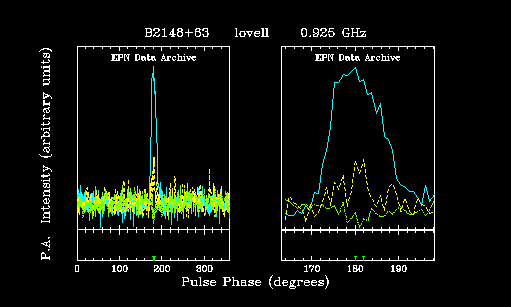 B2148+63 lovell 0.925 GHz
EPN Data Archive EPN Data Archive
P.A. Intensity (arbitrary units)
0 100 200 300 170 180 190
Pulse Phase (degrees)